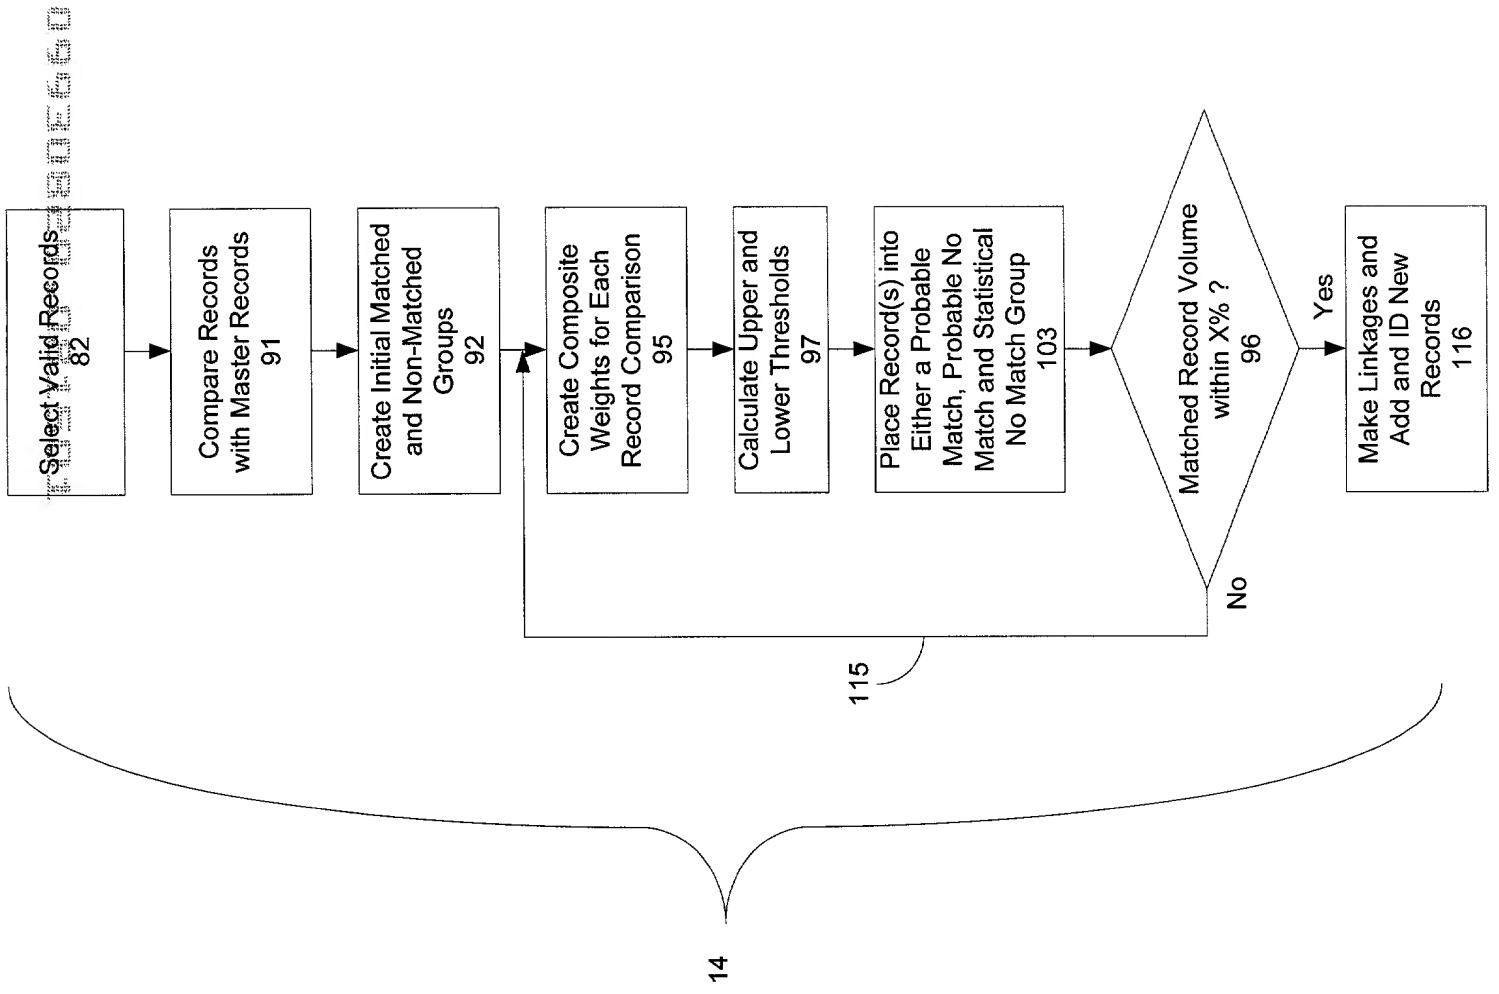 Select Valid Records
82
Compare Records
with Master Records
91
Create Initial Matched
and Non-Matched
Groups
92
Create Composite
Weights for Each
Record Comparison
95
Calculate Upper and
Lower Thresholds
97
Place Record(s) into
Either a Probable
Match, Probable No
Match and Statistical
No Match Group
103
Matched Record Volume
within X% ?
96
Yes
No
Make Linkages and
Add and ID New
Records
116
115
14